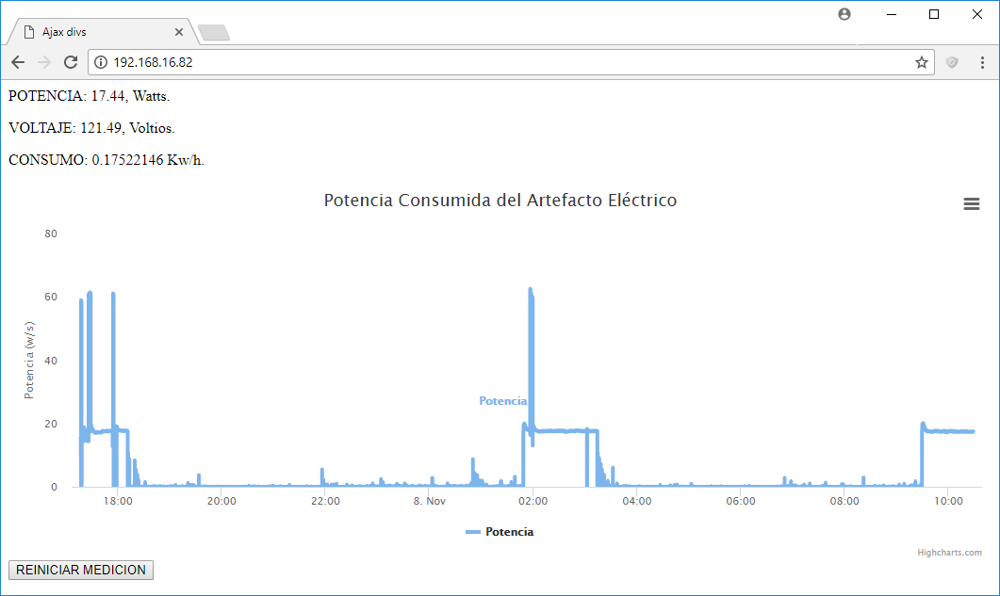 Ajax divs
192.168.16.82
POTENCIA: 17.44, Watts.
VOLTAJE: 121.49, Voltios.
CONSUMO: 0.17522146 Kw/h.
Potencia Consumida del Artefacto Eléctrico
Potencia (w/s)
80
60
40
20
0
Potencia
18:00 20:00 22:00 8. Nov 02:00 04:00 06:00 08:00 10:00
Potencia
Highcharts.com
REINICIAR MEDICION